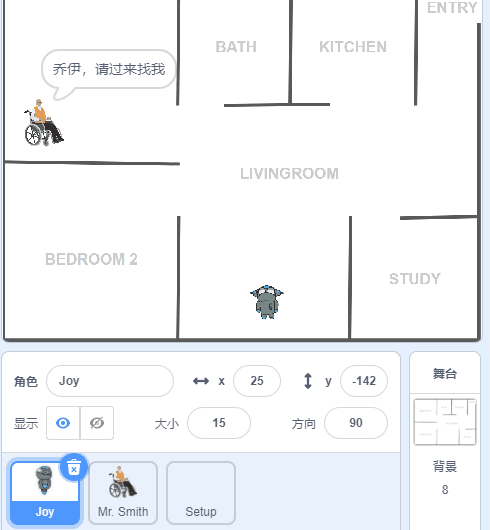 ENTRY
BATH
KITCHEN
乔伊，请过来找我
LIVINGROOM
BEDROOM 2
STUDY
角色 Joy x 25 y -142
显示 大小 15 方向 90
舞台
背景
8
Joy Mr. Smith Setup